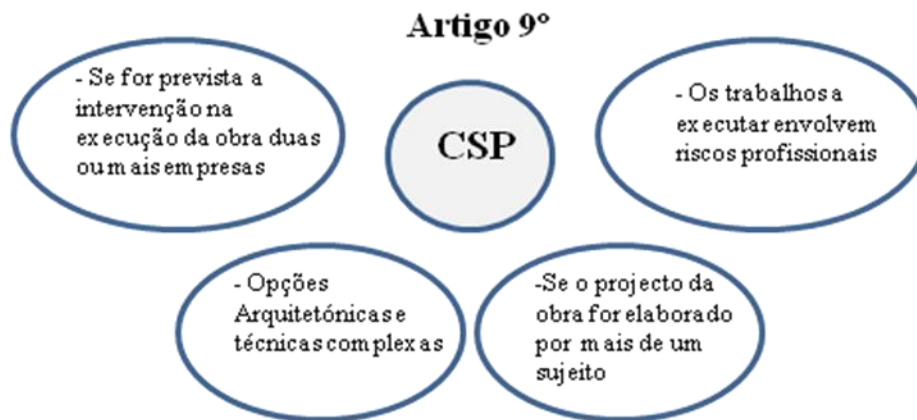 Artigo 9º
- Se for prevista a
intervenção na
execução da obra duas
ou mais empresas
CSP
- Os trabalhos a
executar envolvem
riscos profissionais
- Opções
Arquitetónicas e
técnicas complexas
-Se o projecto da
obra for elaborado
por mais de um
sujeito